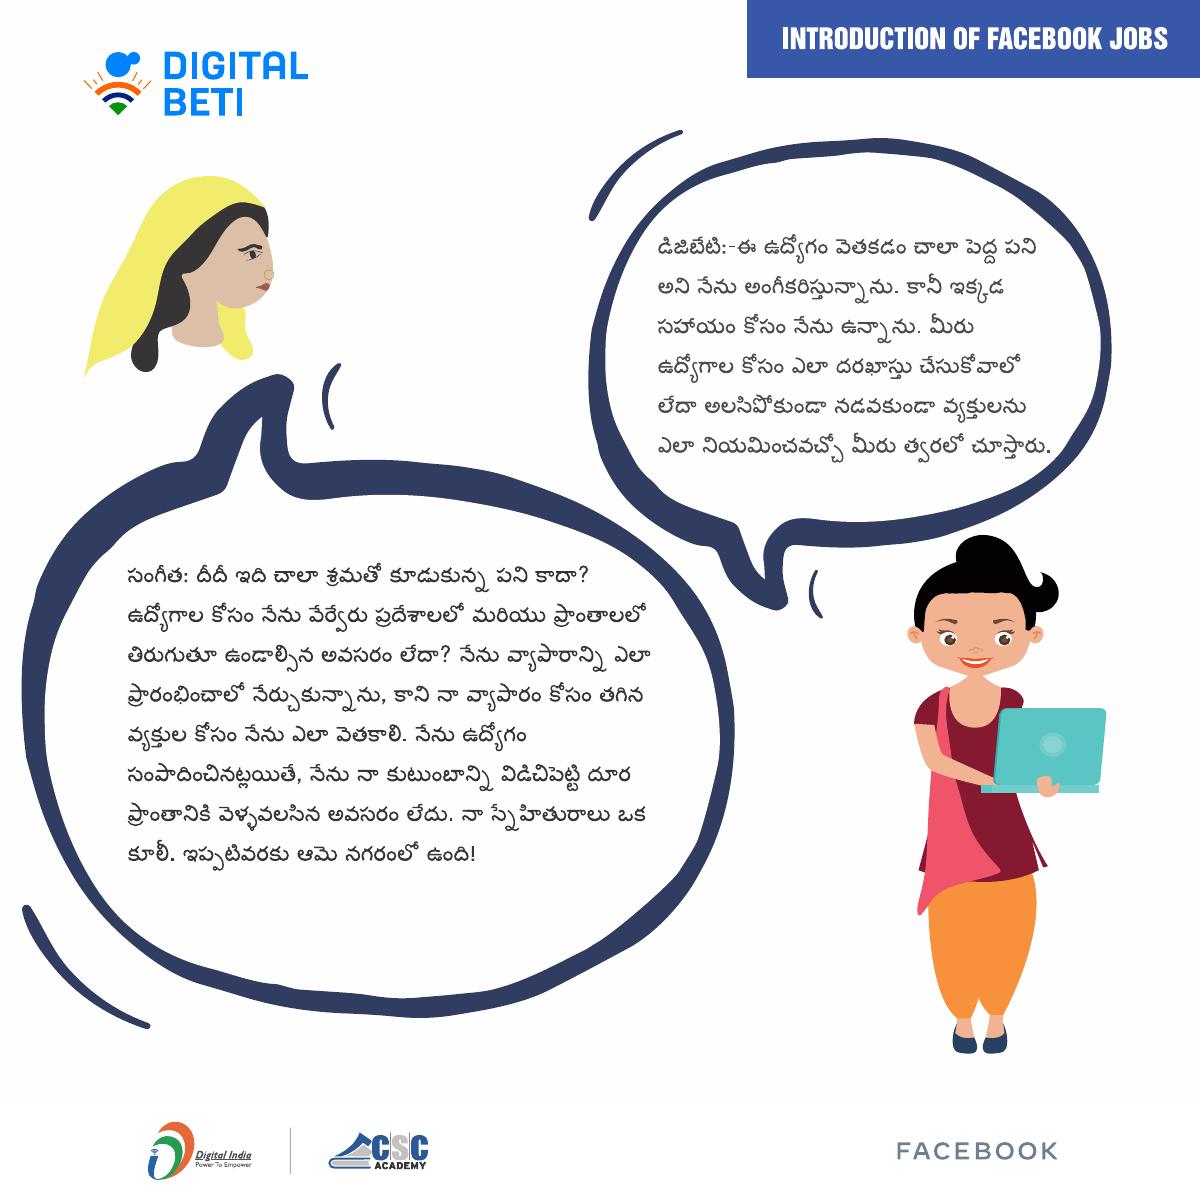 INTRODUCTION OF FACEBOOK JOBS
DIGITAL
BETI
సంగీత: దీదీ ఇది చాలా శ్రమతో కూడుకున్న పని కాదా?
ఉద్యోగాల కోసం నేను వేర్వేరు ప్రదేశాలలో మరియు ప్రాంతాలలో
తిరుగుతూ ఉండాల్సిన అవసరం లేదా? నేను వ్యాపారాన్ని ఎలా
ప్రారంభించాలో నేర్చుకున్నాను, కాని నా వ్యాపారం కోసం తగిన
వ్యక్తుల కోసం నేను ఎలా వెతకాలి. నేను ఉద్యోగం
సంపాదించినట్లయితే, నేను నా కుటుంబాన్ని విడిచిపెట్టి దూర
ప్రాంతానికి వెళ్ళవలసిన అవసరం లేదు. నా స్నేహితురాలు ఒక
కూలీ. ఇప్పటివరకు ఆమె నగరంలో ఉంది!
డిజిబేటి:-ఈ ఉద్యోగం వెతకడం చాలా పెద్ద పని
అని నేను అంగీకరిస్తున్నాను. కానీ ఇక్కడ
సహాయం కోసం నేను ఉన్నాను. మీరు
ఉద్యోగాల కోసం ఎలా దరఖాస్తు చేసుకోవాలో
లేదా అలసిపోకుండా నడవకుండా వ్యక్తులను
ఎలా నియమించవచ్చో మీరు త్వరలో చూస్తారు.
Digital India
Power To Empower
CSC
ACADEMY
FACEBOOK